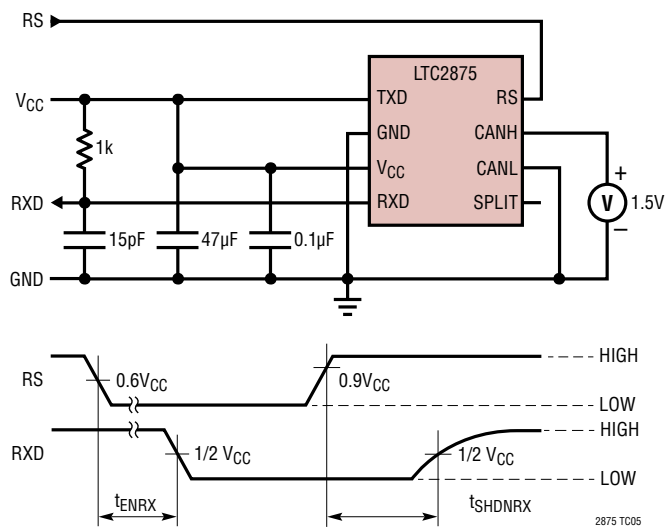 RS
LTC2875
VCC
TXD
RS
1k
GND
CANH
VCC
CANL
RXD
RXD
SPLIT
+
V
–
1.5V
15pF
47µF
0.1µF
GND
RS
0.6VCC
0.9VCC
HIGH
LOW
RXD
1/2 VCC
1/2 VCC
HIGH
LOW
tENRX
tSHDNRX
2875 TC05